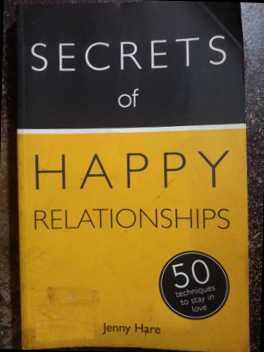 SECRETS
of
HAPPY
RELATIONSHIPS
50
techniques
to stay in
love
Jenny Hare